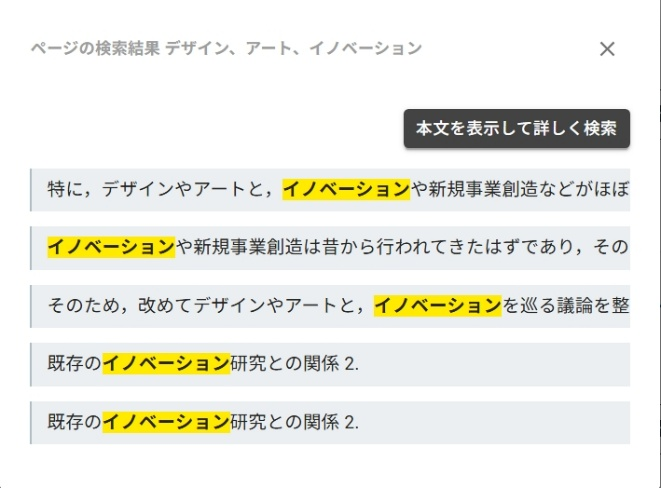 ページの検索結果 デザイン、アート、イノベーション
本文を表示して詳しく検索
特に，デザインやアートと，イノベーションや新規事業創造などがほぼ
イノベーションや新規事業創造は昔から行われてきたはずであり，その
そのため，改めてデザインやアートと，イノベーションを巡る議論を整
既存のイノベーション研究との関係 2.
既存のイノベーション研究との関係 2.